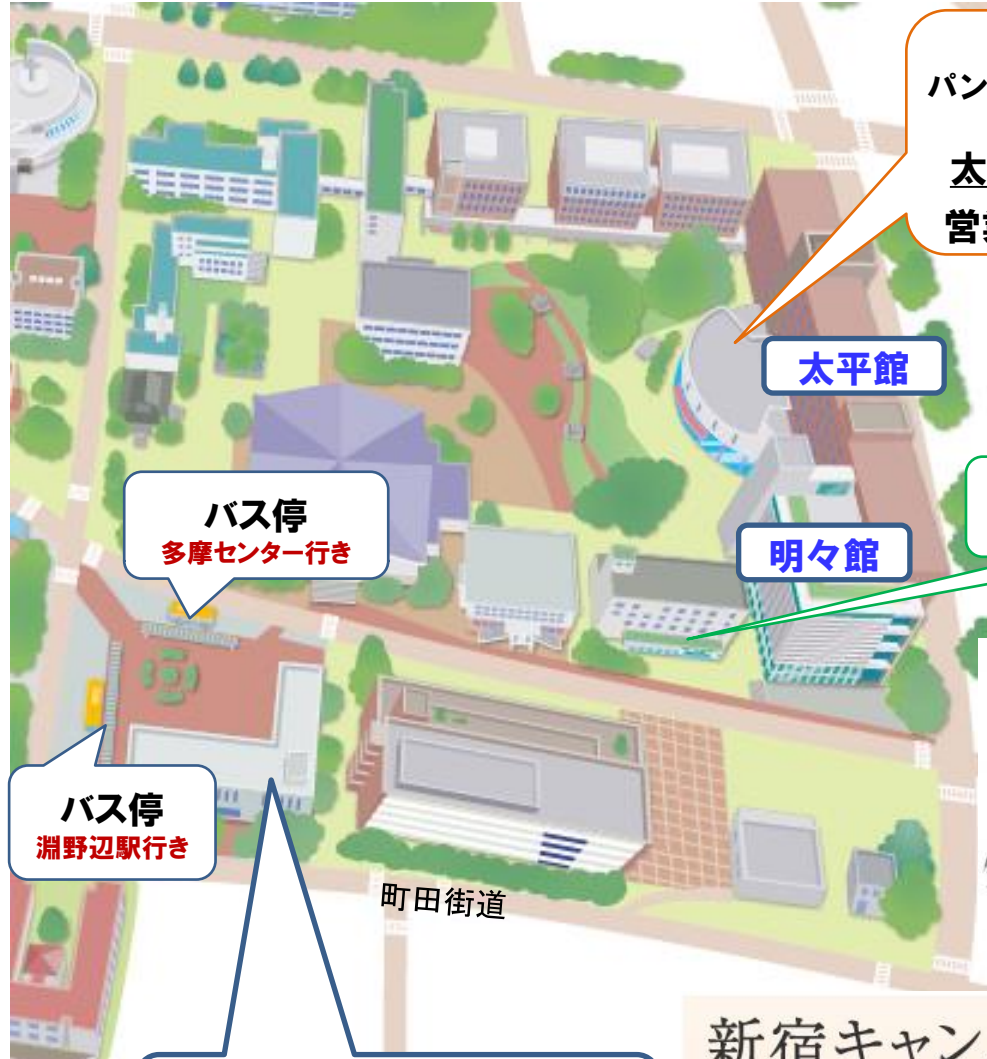 パン
太
営業
太平館
バス停
多摩センター行き
明々館
バス停
淵野辺駅行き
町田街道
新宿キャン